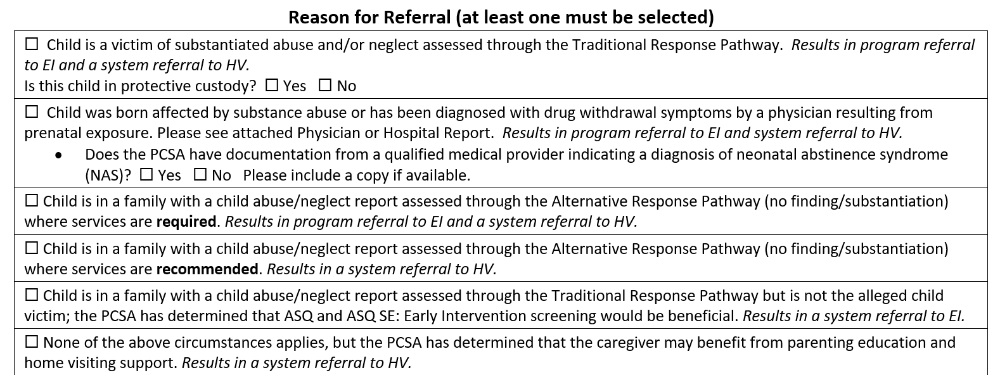 Reason for Referral (at least one must be selected)
☐ Child is a victim of substantiated abuse and/or neglect assessed through the Traditional Response Pathway. Results in program referral
to EI and a system referral to HV.
Is this child in protective custody? ☐ Yes ☐ No
☐ Child was born affected by substance abuse or has been diagnosed with drug withdrawal symptoms by a physician resulting from
prenatal exposure. Please see attached Physician or Hospital Report. Results in program referral to EI and system referral to HV.
• Does the PCSA have documentation from a qualified medical provider indicating a diagnosis of neonatal abstinence syndrome
(NAS)? ☐ Yes ☐ No Please include a copy if available.
☐ Child is in a family with a child abuse/neglect report assessed through the Alternative Response Pathway (no finding/substantiation)
where services are required. Results in program referral to EI and a system referral to HV.
☐ Child is in a family with a child abuse/neglect report assessed through the Alternative Response Pathway (no finding/substantiation)
where services are recommended. Results in a system referral to HV.
☐ Child is in a family with a child abuse/neglect report assessed through the Traditional Response Pathway but is not the alleged child
victim; the PCSA has determined that ASQ and ASQ SE: Early Intervention screening would be beneficial. Results in a system referral to EI.
☐ None of the above circumstances applies, but the PCSA has determined that the caregiver may benefit from parenting education and
home visiting support. Results in a system referral to HV.